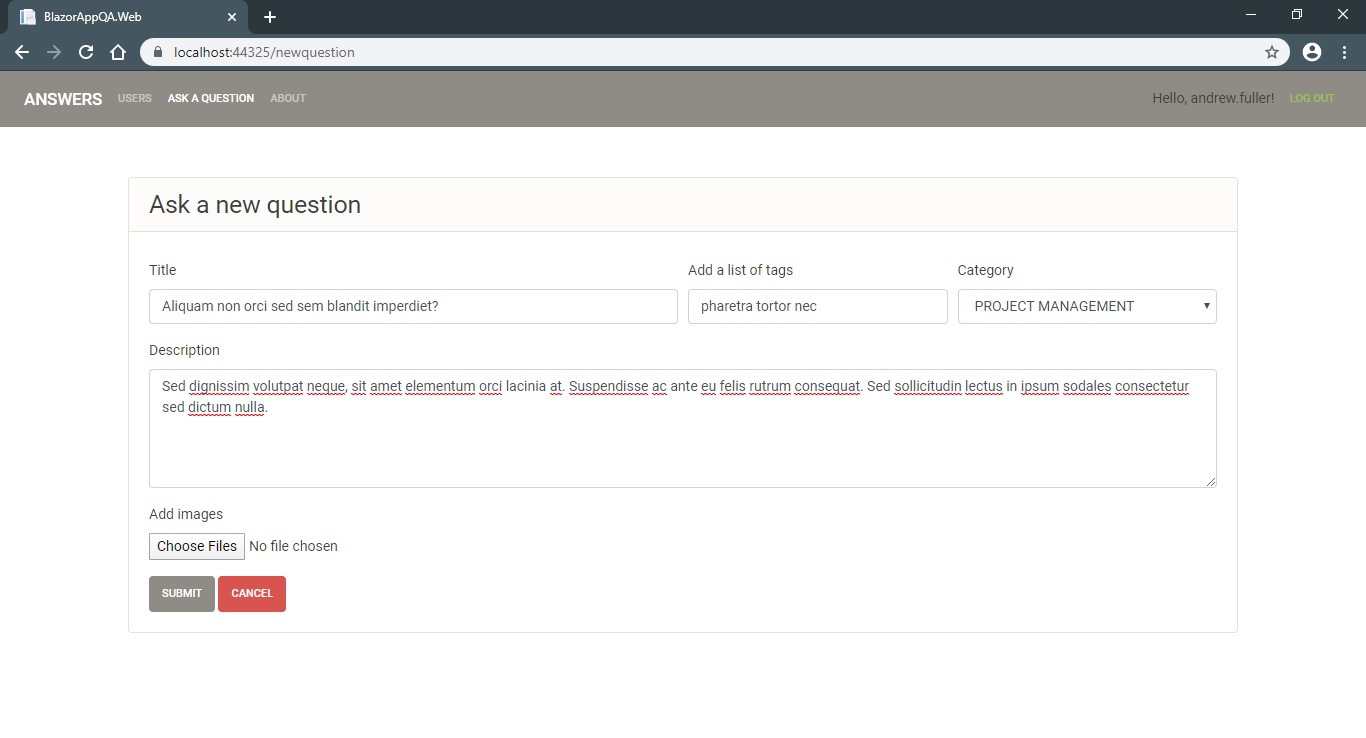 BlazorAppQA.Web
localhost:44325/newquestion
ANSWERS USERS ASK A QUESTION ABOUT Hello, andrew.fuller! LOG OUT
Ask a new question
Title Add a list of tags Category
Aliquam non orci sed sem blandit imperdiet? pharetra tortor nec PROJECT MANAGEMENT
Description
Sed dignissim volutpat neque, sit amet elementum orci lacinia at. Suspendisse ac ante eu felis rutrum consequat. Sed sollicitudin lectus in ipsum sodales consectetur
sed dictum nulla.
Add images
Choose Files No file chosen
SUBMIT CANCEL